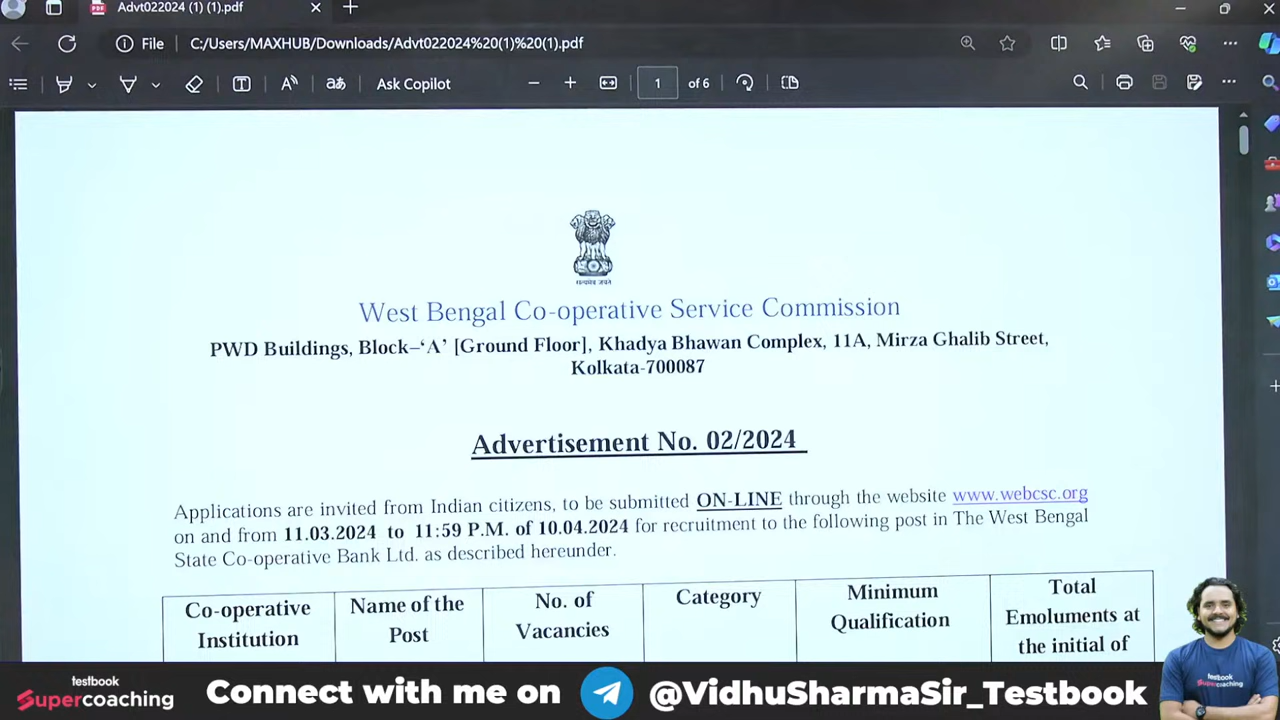 Advt022024 (1) (1).pdf
File
C:/Users/MAXHUB/Downloads/Advt022024%20(1)%20(1).pdf
Ask Copilot
1 of 6
सत्यमेव जयते
West Bengal Co-operative Service Commission
PWD Buildings, Block–‘A’ [Ground Floor], Khadya Bhawan Complex, 11A, Mirza Ghalib Street,
Kolkata-700087
Advertisement No. 02/2024
Applications are invited from Indian citizens, to be submitted ON-LINE through the website www.webcsc.org
on and from 11.03.2024 to 11:59 P.M. of 10.04.2024 for recruitment to the following post in The West Bengal
State Co-operative Bank Ltd. as described hereunder.
Co-operative Institution
Name of the Post
No. of Vacancies
Category
Minimum Qualification
Total Emoluments at the initial of
testbook
Supercoaching
Connect with me on @VidhuSharmaSir_Testbook
testbook
Supercoaching